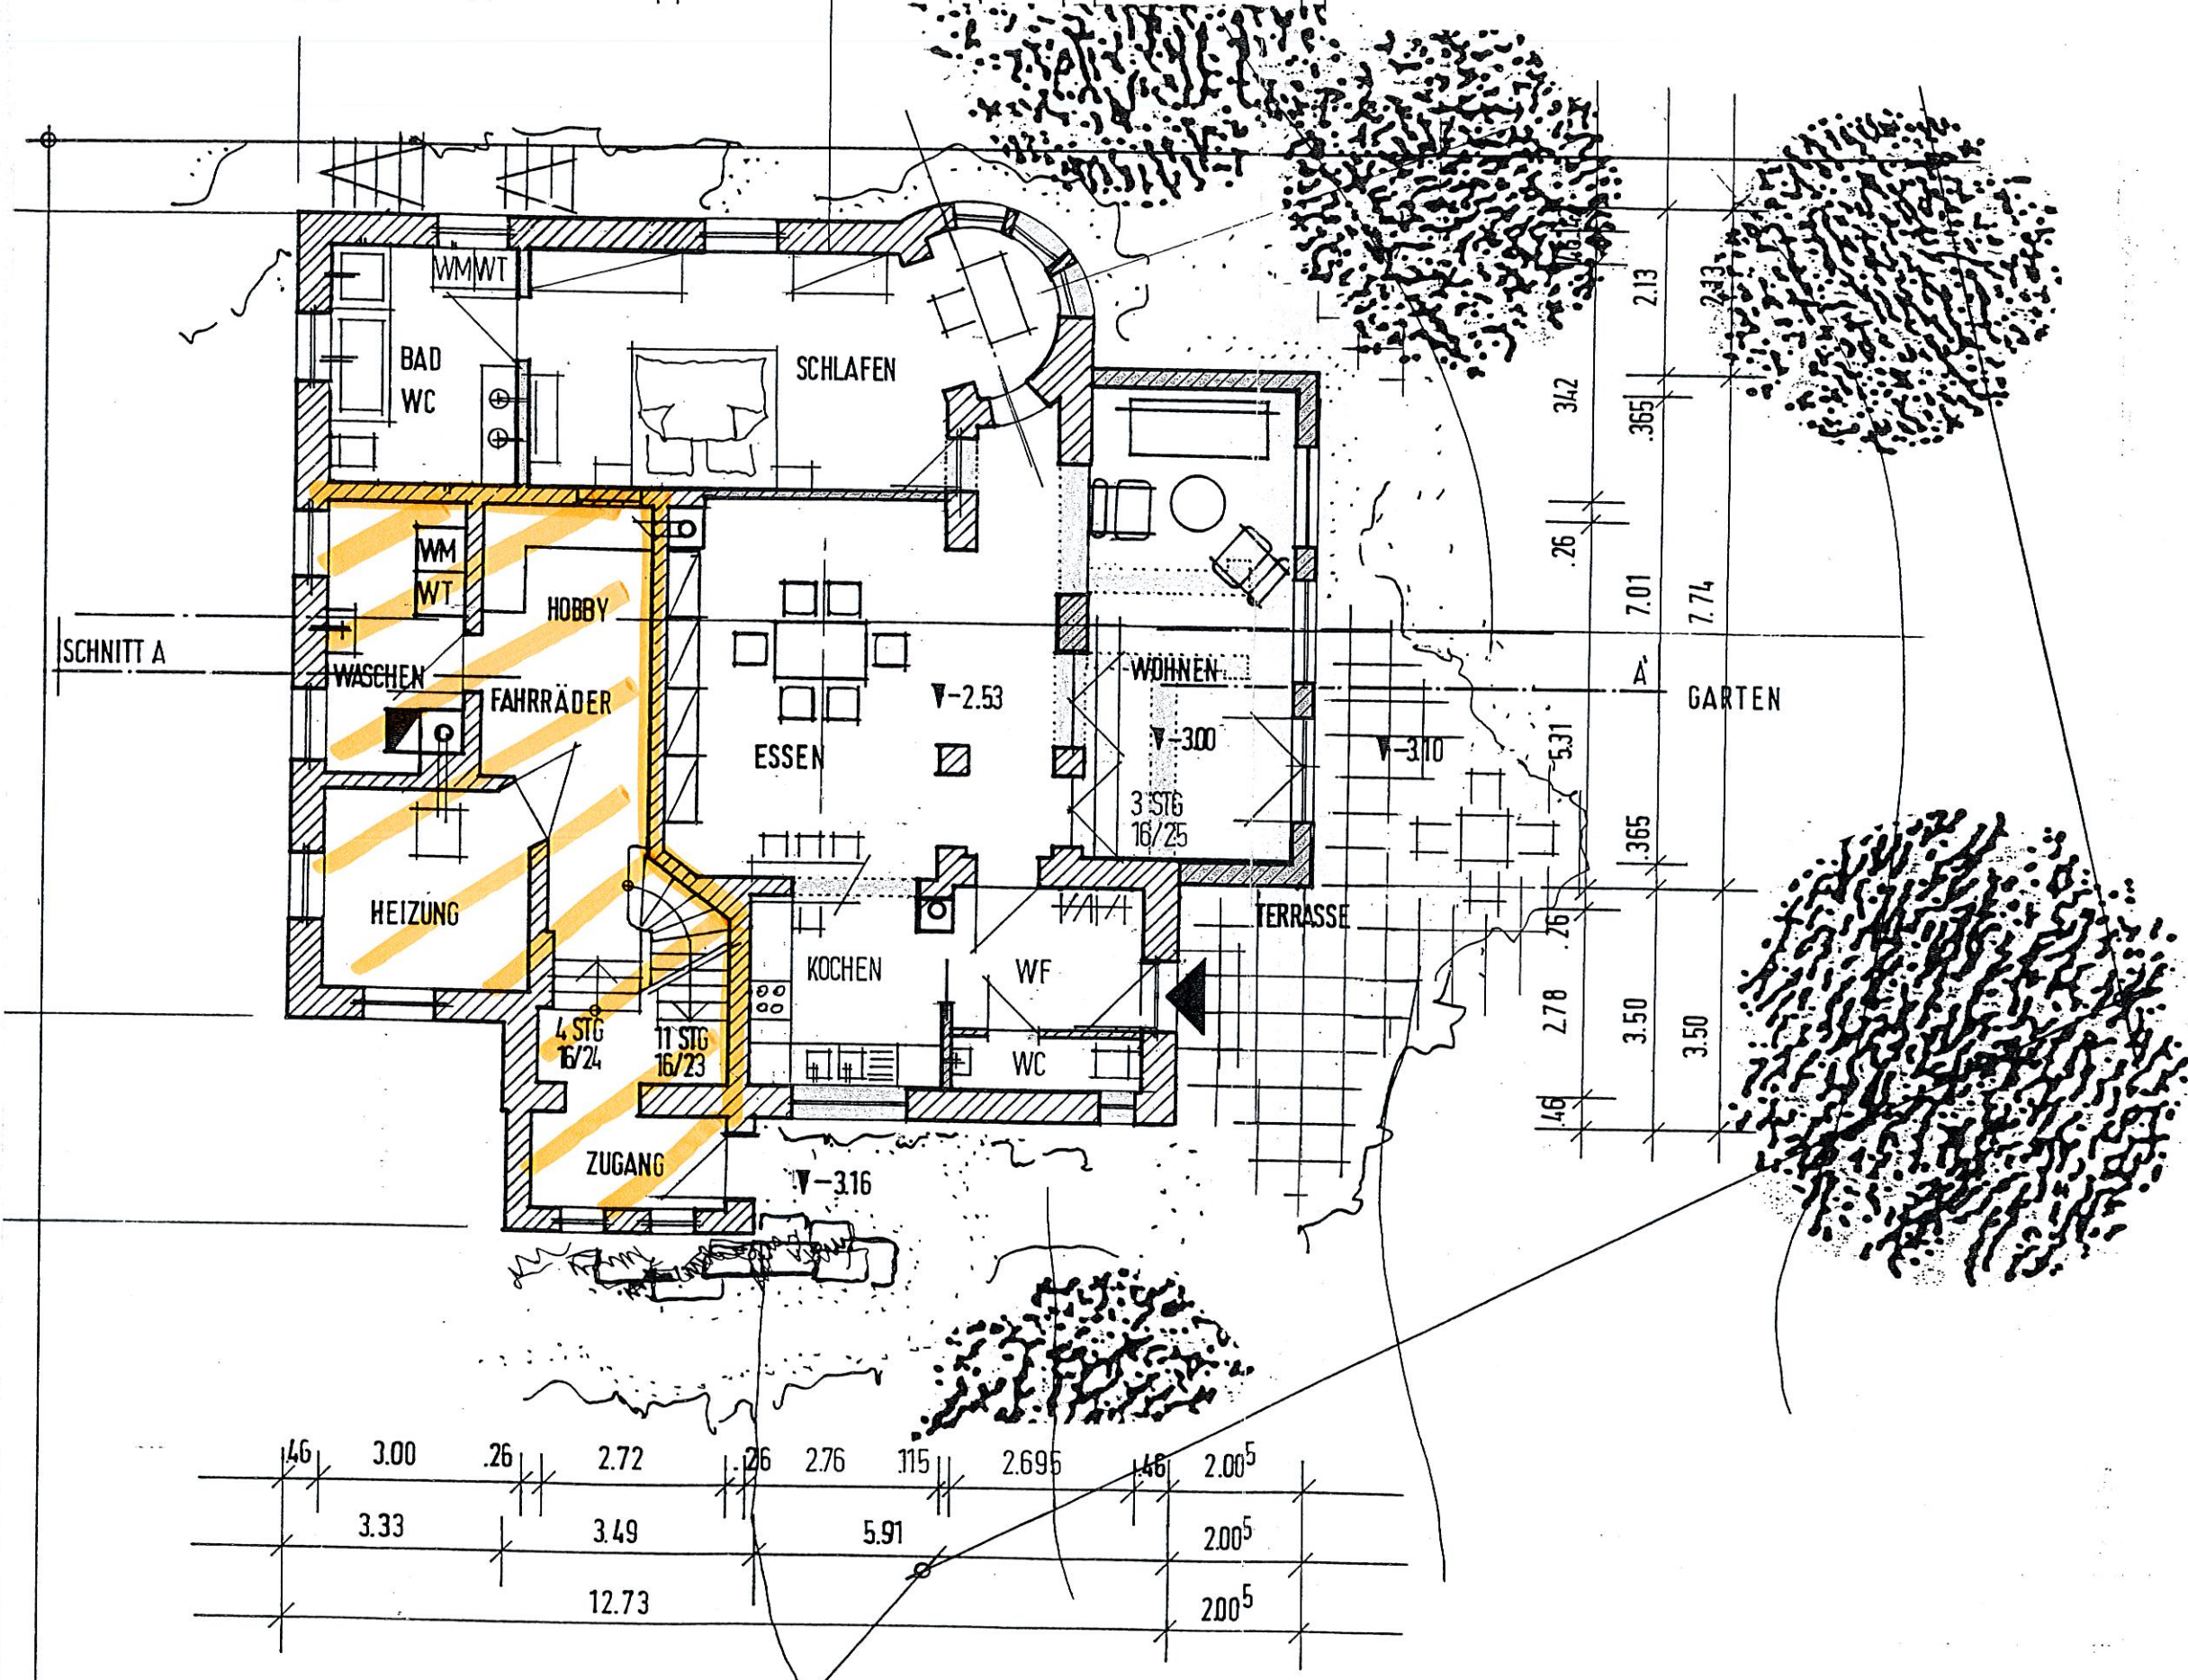 WM WT
BAD
WC
SCHLAFEN
2.13
2.13
3.42
.365
WM
WT
HOBBY
.26
7.01
7.74
SCHNITT A
WASCHEN
FAHRRÄDER
▼-2.53
WOHNEN
A'
GARTEN
ESSEN
▼-3.00
▼-3.10
5.31
3 STG
16/25
.365
HEIZUNG
TERRASSE
.26
KOCHEN
WF
2.78
3.50
3.50
4 STG
16/24
11 STG
16/23
WC
.46
ZUGANG
▼-3.16
.46 3.00 .26 2.72 .26 2.76 .115 2.695 .46 2.00⁵
3.33 3.49 5.91 2.00⁵
12.73 2.00⁵